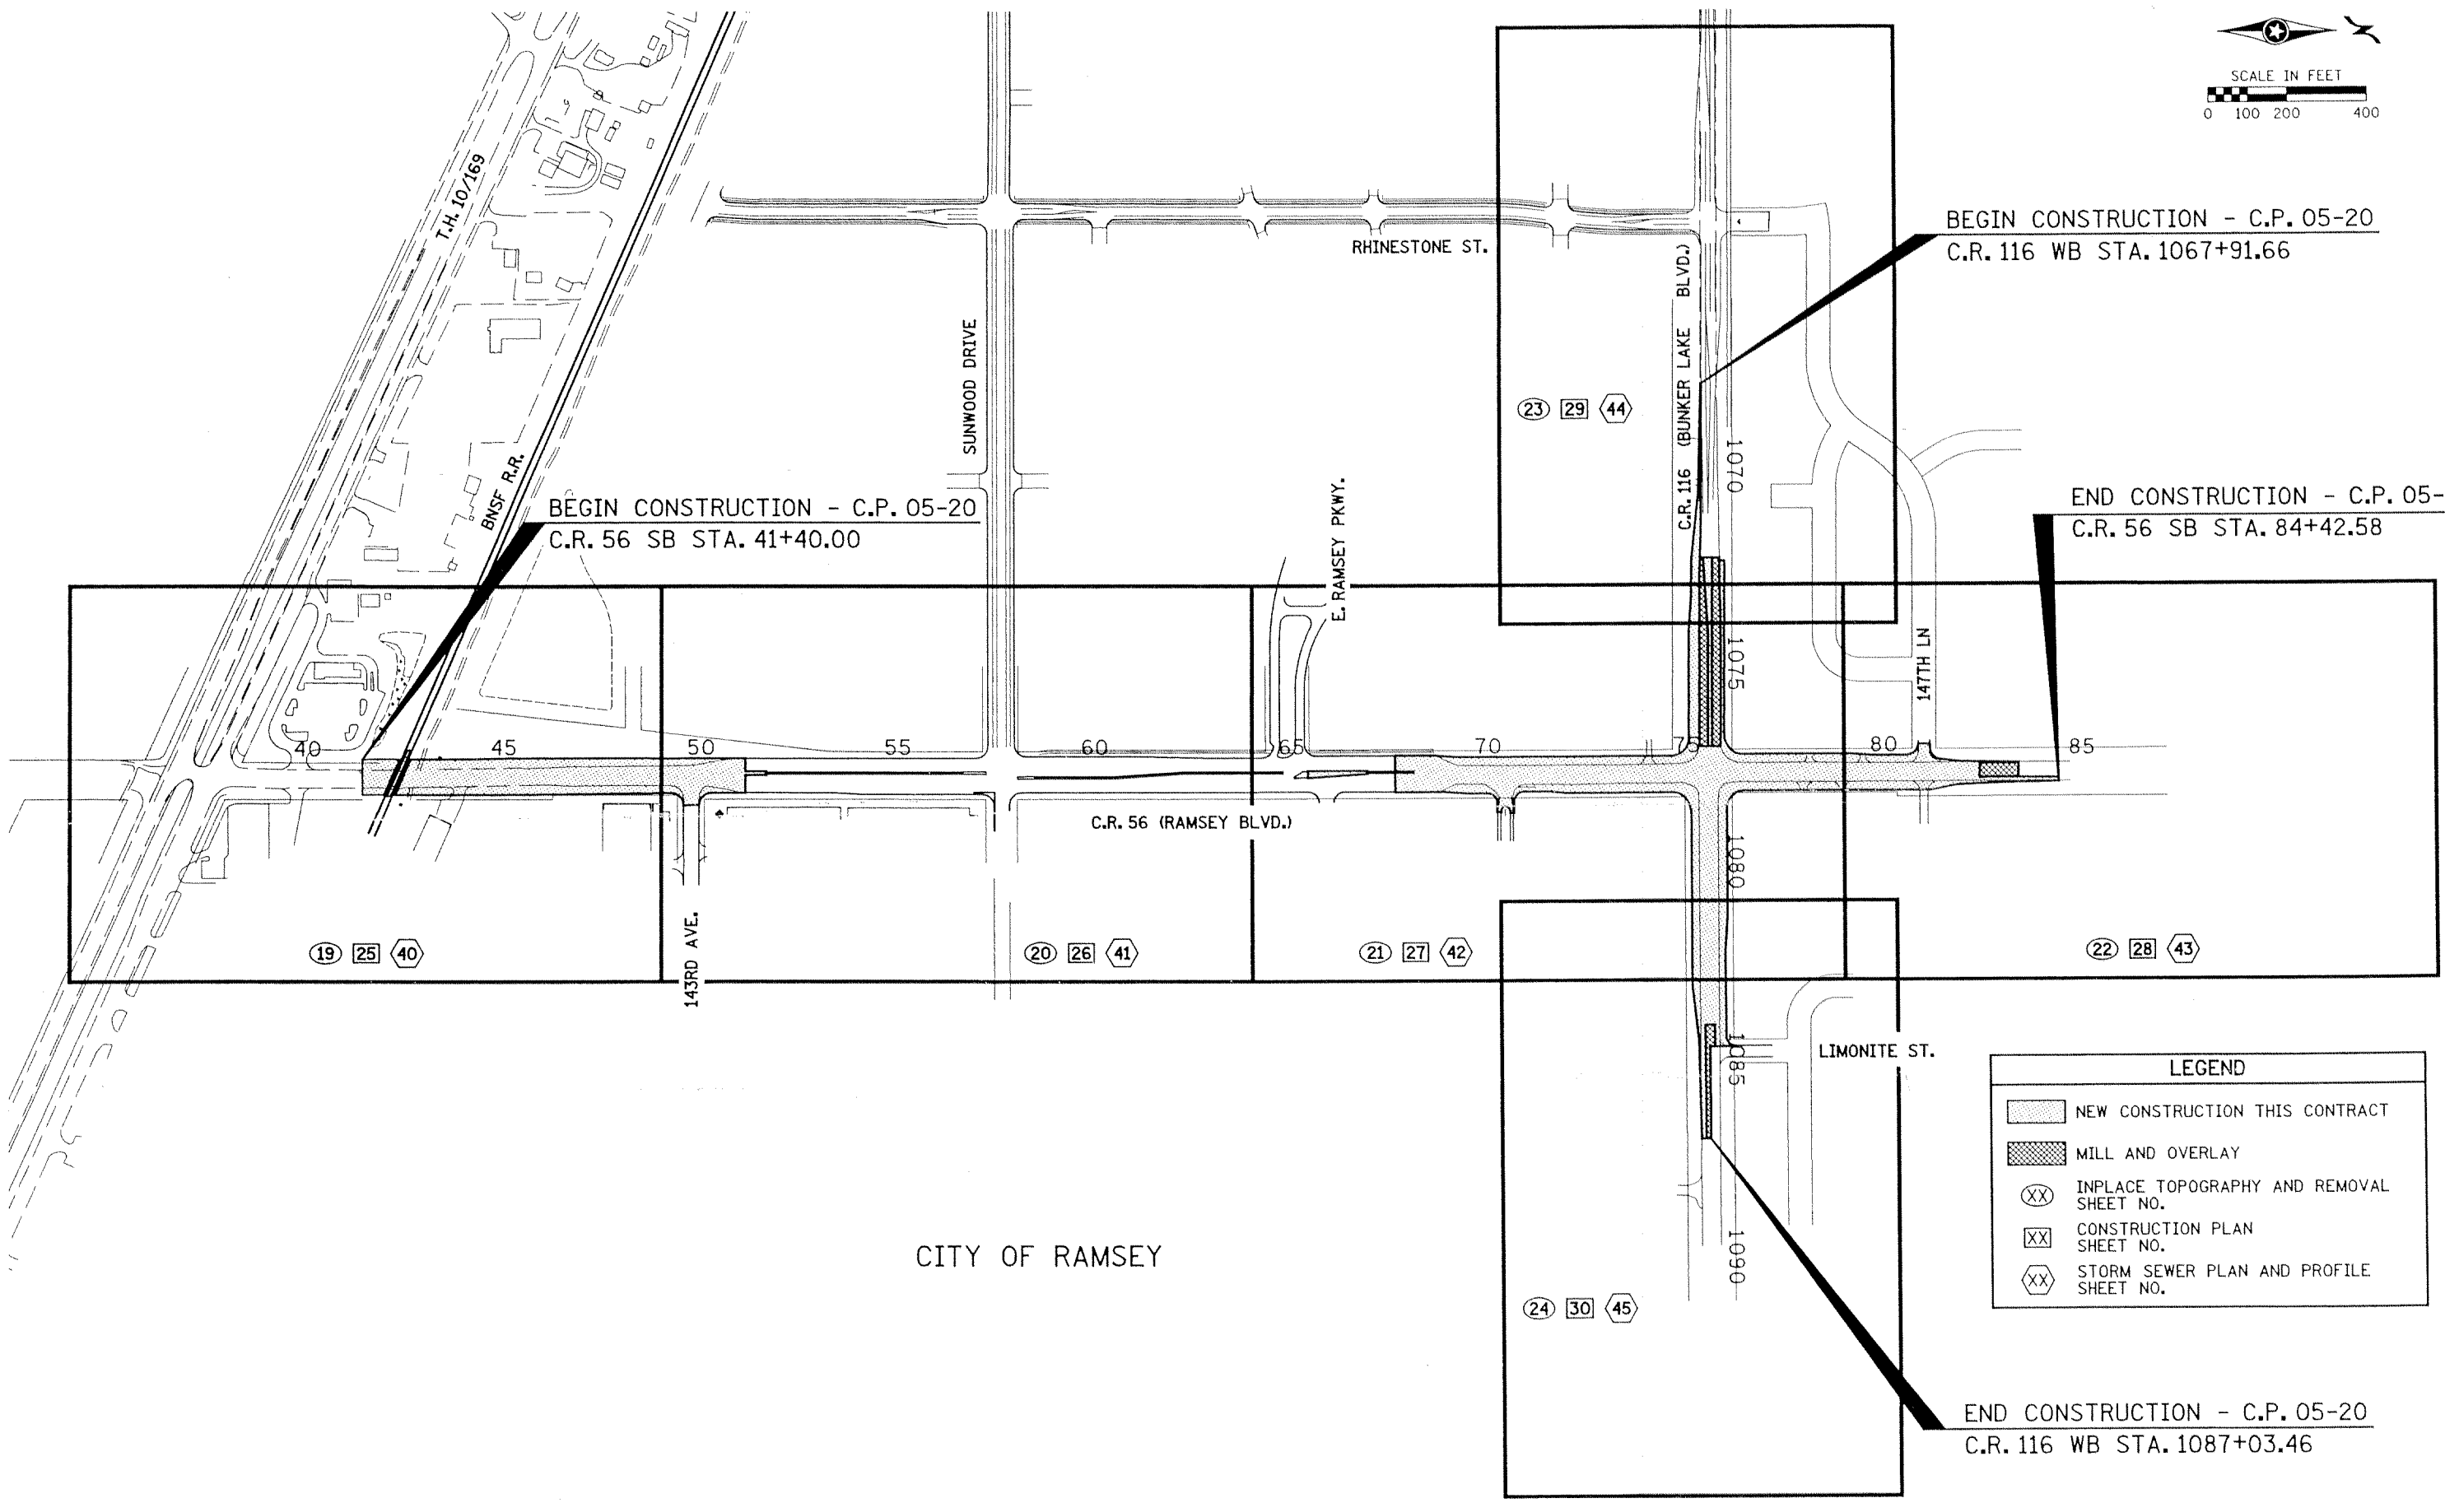 SCALE IN FEET
0 100 200 400
T.H. 10/169
BEGIN CONSTRUCTION - C.P. 05-20
C.R. 116 WB STA. 1067+91.66
RHINESTONE ST.
SUNWOOD DRIVE
C.R. 116 (BUNKER LAKE BLVD.)
23 29 44
1070
BNSF R.R.
BEGIN CONSTRUCTION - C.P. 05-20
C.R. 56 SB STA. 41+40.00
E. RAMSEY PKWY.
END CONSTRUCTION - C.P. 05-
C.R. 56 SB STA. 84+42.58
1075
147TH LN
40 45 50 55 60 65 70 75 80 85
C.R. 56 (RAMSEY BLVD.)
1080
19 25 40
143RD AVE.
20 26 41
21 27 42
22 28 43
1085
LIMONITE ST.
LEGEND
NEW CONSTRUCTION THIS CONTRACT
MILL AND OVERLAY
XX INPLACE TOPOGRAPHY AND REMOVAL
SHEET NO.
XX CONSTRUCTION PLAN
SHEET NO.
XX STORM SEWER PLAN AND PROFILE
SHEET NO.
CITY OF RAMSEY
1090
24 30 45
END CONSTRUCTION - C.P. 05-20
C.R. 116 WB STA. 1087+03.46